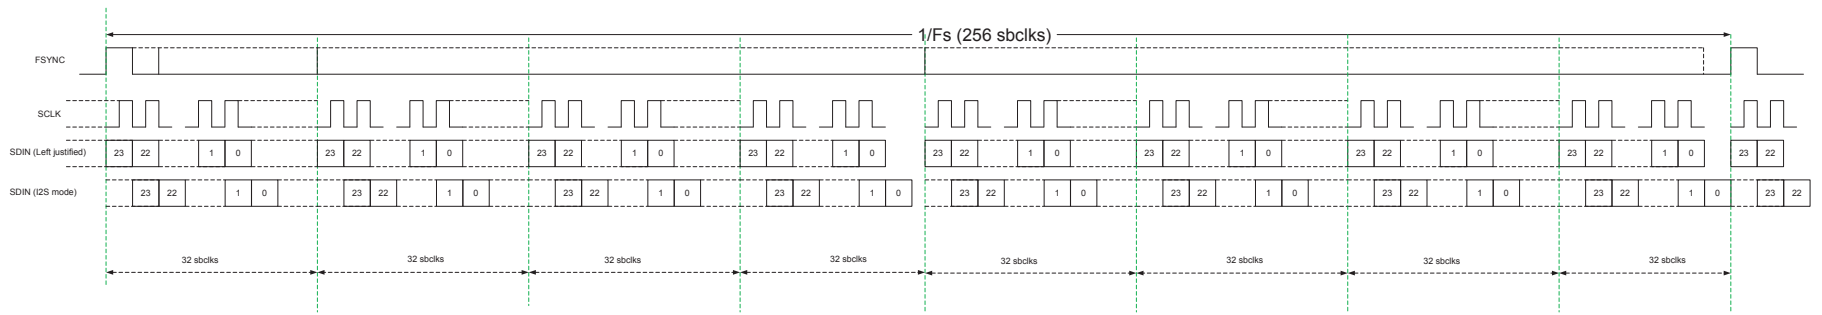 1/Fs (256 sbclks)
FSYNC
SCLK
SDIN (Left justified) 23 22 1 0 23 22 1 0 23 22 1 0 23 22 1 0 23 22 1 0 23 22 1 0 23 22 1 0 23 22 1 0 23 22
SDIN (I2S mode) 23 22 1 0 23 22 1 0 23 22 1 0 23 22 1 0 23 22 1 0 23 22 1 0 23 22 1 0 23 22 1 0 23 22
32 sbclks 32 sbclks 32 sbclks 32 sbclks 32 sbclks 32 sbclks 32 sbclks 32 sbclks